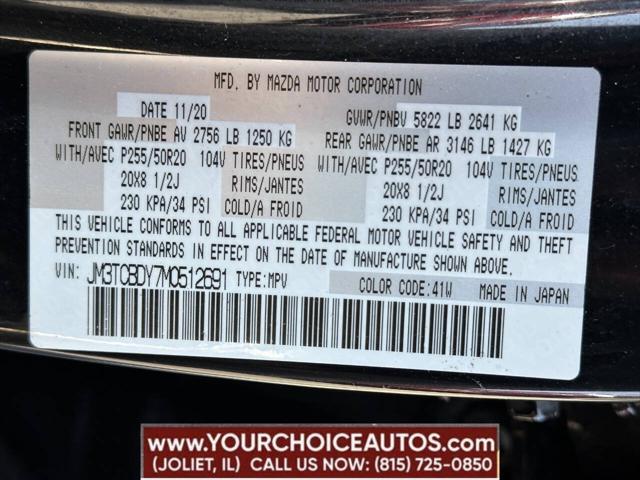 MFD. BY MAZDA MOTOR CORPORATION
DATE 11/20 GVWR/PNBV 5822 LB 2641 KG
FRONT GAWR/PNBE AV 2756 LB 1250 KG REAR GAWR/PNBE AR 3146 LB 1427 KG
WITH/AVEC P255/50R20 104V TIRES/PNEUS WITH/AVEC P255/50R20 104V TIRES/PNEUS
20X8 1/2J RIMS/JANTES 20X8 1/2J RIMS/JANTES
230 KPA/34 PSI COLD/A FROID 230 KPA/34 PSI COLD/A FROID
THIS VEHICLE CONFORMS TO ALL APPLICABLE FEDERAL MOTOR VEHICLE SAFETY AND THEFT
PREVENTION STANDARDS IN EFFECT ON THE DATE OF MANUFACTURE SHOWN ABOVE.
VIN: JM3TCBDY7M0512691 TYPE:MPV COLOR CODE:41W MADE IN JAPAN
WWW.YOURCHOICEAUTOS.COM
(JOLIET, IL) CALL US NOW: (815) 725-0850